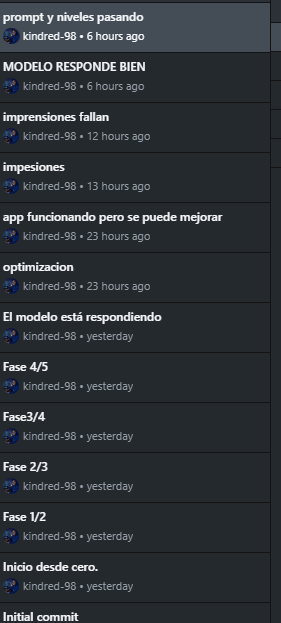 prompt y niveles pasando
kindred-98 • 6 hours ago
MODELO RESPONDE BIEN
kindred-98 • 6 hours ago
imprensiones fallan
kindred-98 • 12 hours ago
impesiones
kindred-98 • 13 hours ago
app funcionando pero se puede mejorar
kindred-98 • 23 hours ago
optimizacion
kindred-98 • 23 hours ago
El modelo está respondiendo
kindred-98 • yesterday
Fase 4/5
kindred-98 • yesterday
Fase3/4
kindred-98 • yesterday
Fase 2/3
kindred-98 • yesterday
Fase 1/2
kindred-98 • yesterday
Inicio desde cero.
kindred-98 • yesterday
Initial commit